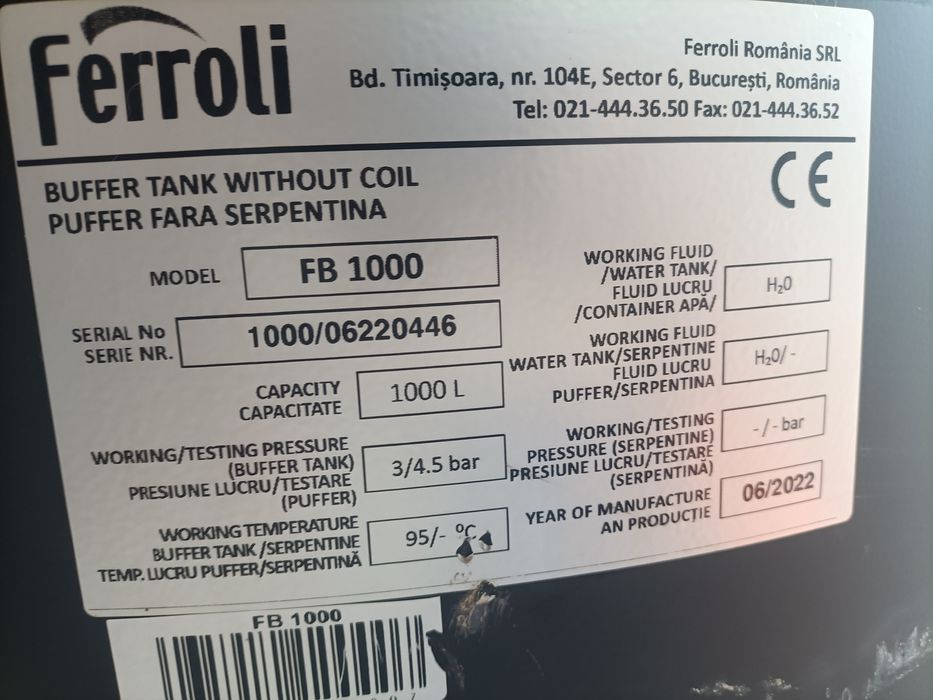 Ferroli
Ferroli România SRL
Bd. Timișoara, nr. 104E, Sector 6, București, România
Tel: 021-444.36.50 Fax: 021-444.36.52
BUFFER TANK WITHOUT COIL
PUFFER FARA SERPENTINA
CE
MODEL
FB 1000
SERIAL No
SERIE NR.
1000/06220446
CAPACITY
CAPACITATE
1000 L
WORKING/TESTING PRESSURE
(BUFFER TANK)
PRESIUNE LUCRU/TESTARE
(PUFFER)
3/4.5 bar
WORKING TEMPERATURE
BUFFER TANK /SERPENTINE
TEMP. LUCRU PUFFER/SERPENTINĂ
95/- °C
WORKING FLUID
/WATER TANK/
FLUID LUCRU
/CONTAINER APĂ/
H₂O
WORKING FLUID
WATER TANK/SERPENTINE
FLUID LUCRU
PUFFER/SERPENTINA
H₂O/ -
WORKING/TESTING
PRESSURE (SERPENTINE)
PRESIUNE LUCRU/TESTARE
(SERPENTINĂ)
- / - bar
YEAR OF MANUFACTURE
AN PRODUCȚIE
06/2022
FB 1000